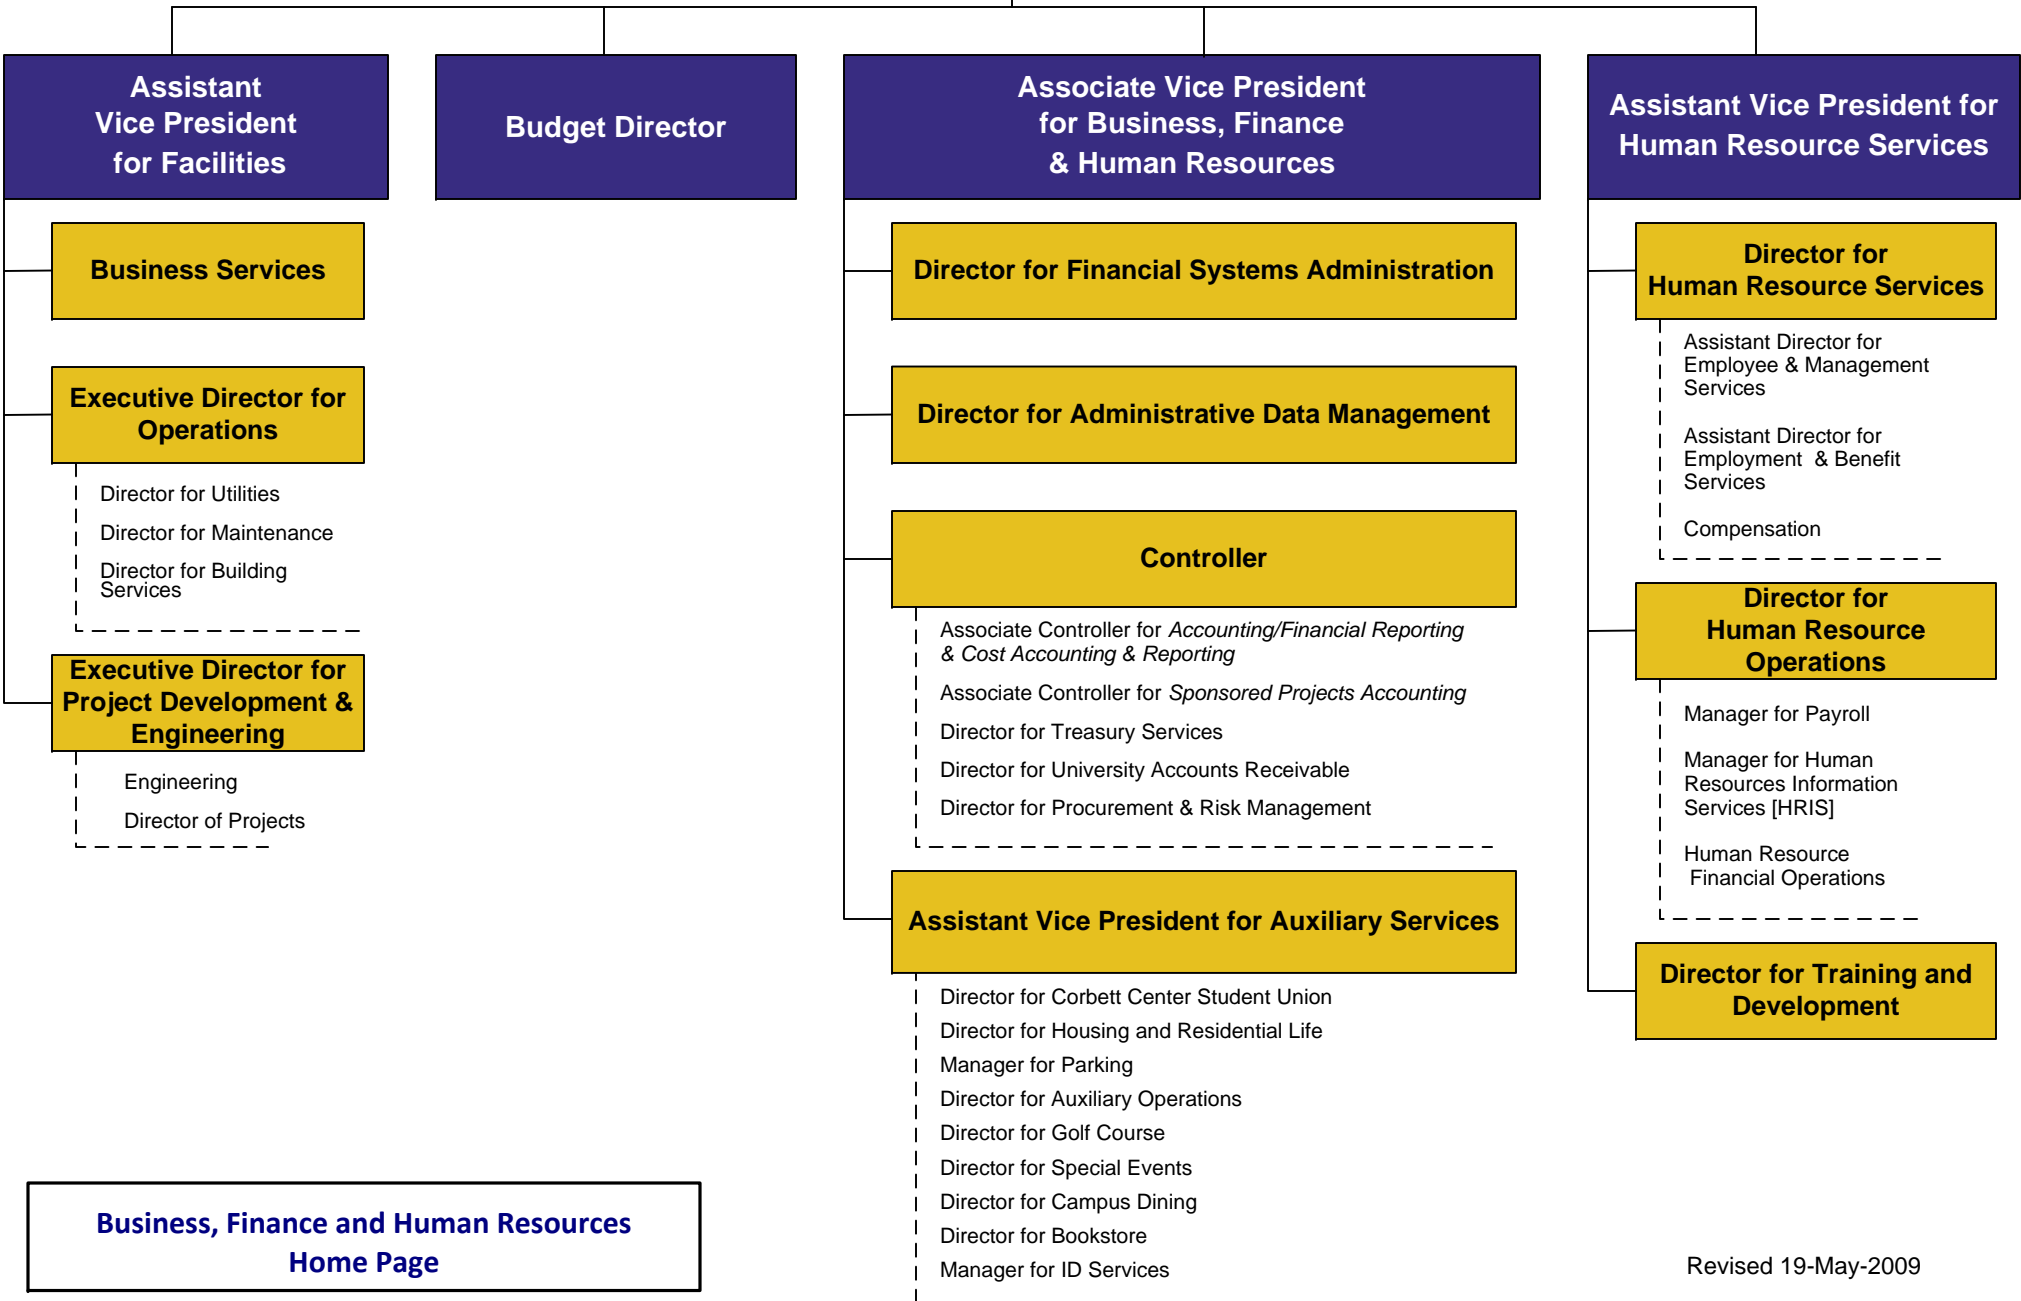 Assistant
Vice President
for Facilities
Budget Director
Associate Vice President
for Business, Finance
& Human Resources
Assistant Vice President for
Human Resource Services
Business Services
Executive Director for
Operations
Director for Utilities
Director for Maintenance
Director for Building
Services
Executive Director for
Project Development &
Engineering
Engineering
Director of Projects
Director for Financial Systems Administration
Director for Administrative Data Management
Controller
Associate Controller for Accounting/Financial Reporting
& Cost Accounting & Reporting
Associate Controller for Sponsored Projects Accounting
Director for Treasury Services
Director for University Accounts Receivable
Director for Procurement & Risk Management
Assistant Vice President for Auxiliary Services
Director for Corbett Center Student Union
Director for Housing and Residential Life
Manager for Parking
Director for Auxiliary Operations
Director for Golf Course
Director for Special Events
Director for Campus Dining
Director for Bookstore
Manager for ID Services
Director for
Human Resource Services
Assistant Director for
Employee & Management
Services
Assistant Director for
Employment & Benefit
Services
Compensation
Director for
Human Resource
Operations
Manager for Payroll
Manager for Human
Resources Information
Services [HRIS]
Human Resource
Financial Operations
Director for Training and
Development
Business, Finance and Human Resources
Home Page
Revised 19-May-2009